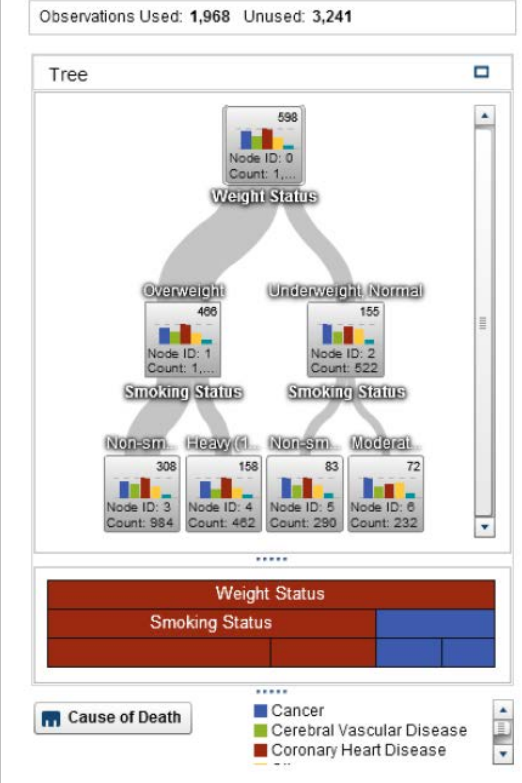 Observations Used: 1,968 Unused: 3,241
Tree
598
Node ID: 0
Count: 1,...
Weight Status
Overweight
Underweight, Normal
466
Node ID: 1
Count: 1,...
155
Node ID: 2
Count: 522
Smoking Status
Smoking Status
Non-sm...
Heavy (1...
Non-sm...
Moderat...
308
Node ID: 3
Count: 984
158
Node ID: 4
Count: 462
83
Node ID: 5
Count: 290
72
Node ID: 6
Count: 232
Weight Status
Smoking Status
Cause of Death
Cancer
Cerebral Vascular Disease
Coronary Heart Disease